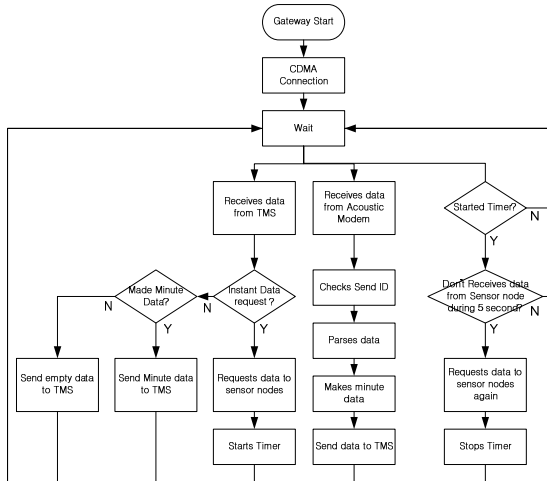 Gateway Start
CDMA
Connection
Wait
Receives data
from TMS
Receives data
from Acoustic
Modem
Started Timer?
N
Y
Made Minute
Data?
N
Y
Instant Data
request ?
N
Y
Checks Send ID
Don't Receives data
from Sensor node
during 5 second?
N
Y
Parses data
Send empty data
to TMS
Send Minute data
to TMS
Requests data to
sensor nodes
Makes minute
data
Requests data to
sensor nodes
again
Starts Timer
Send data to TMS
Stops Timer